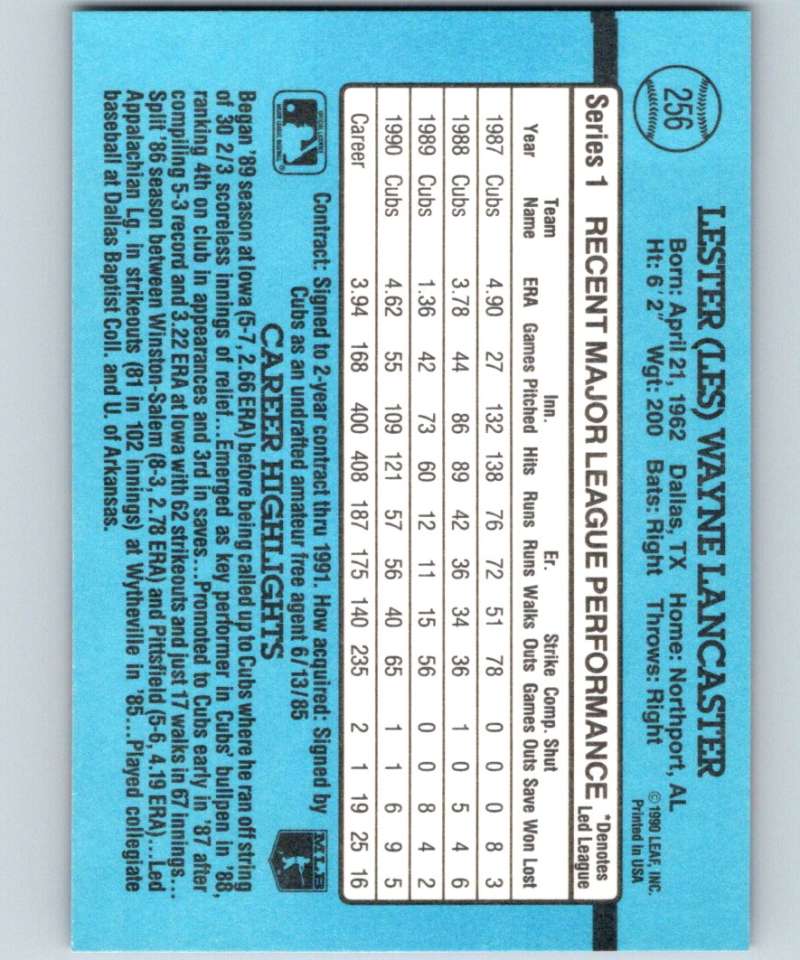 256
LESTER (LES) WAYNE LANCASTER
Born: April 21, 1962 Dallas, TX Home: Northport, AL
Ht: 6' 2" Wgt: 200 Bats: Right Throws: Right
© 1990 LEAF, INC.
Printed in USA
Series 1 RECENT MAJOR LEAGUE PERFORMANCE *Denotes
Led League
Team Inn. Er. Strike Comp. Shut
Year Name ERA Games Pitched Hits Runs Runs Walks Outs Games Outs Save Won Lost
1987 Cubs 4.90 27 132 138 76 72 51 78 0 0 0 8 3
1988 Cubs 3.78 44 86 89 42 36 34 36 1 0 5 4 6
1989 Cubs 1.36 42 73 60 12 11 15 56 0 0 8 4 2
1990 Cubs 4.62 55 109 121 57 56 40 65 1 1 6 9 5
Career 3.94 168 400 408 187 175 140 235 2 1 19 25 16
Contract: Signed to 2-year contract thru 1991. How acquired: Signed by
Cubs as an undrafted amateur free agent 6/13/85
MLB
CAREER HIGHLIGHTS
Began '89 season at Iowa (5-7, 2.66 ERA) before being called up to Cubs where he ran off string
of 30 2/3 scoreless innings of relief...Emerged as key performer in Cubs' bullpen in '88,
ranking 4th on club in appearances and 3rd in saves...Promoted to Cubs early in '87 after
compiling 5-3 record and 3.22 ERA at Iowa with 62 strikeouts and just 17 walks in 67 innings...
Split '86 season between Winston-Salem (8-3, 2.78 ERA) and Pittsfield (5-6, 4.19 ERA)...Led
Appalachian Lg. in strikeouts (81 in 102 innings) at Wytheville in '85...Played collegiate
baseball at Dallas Baptist Coll. and U. of Arkansas.